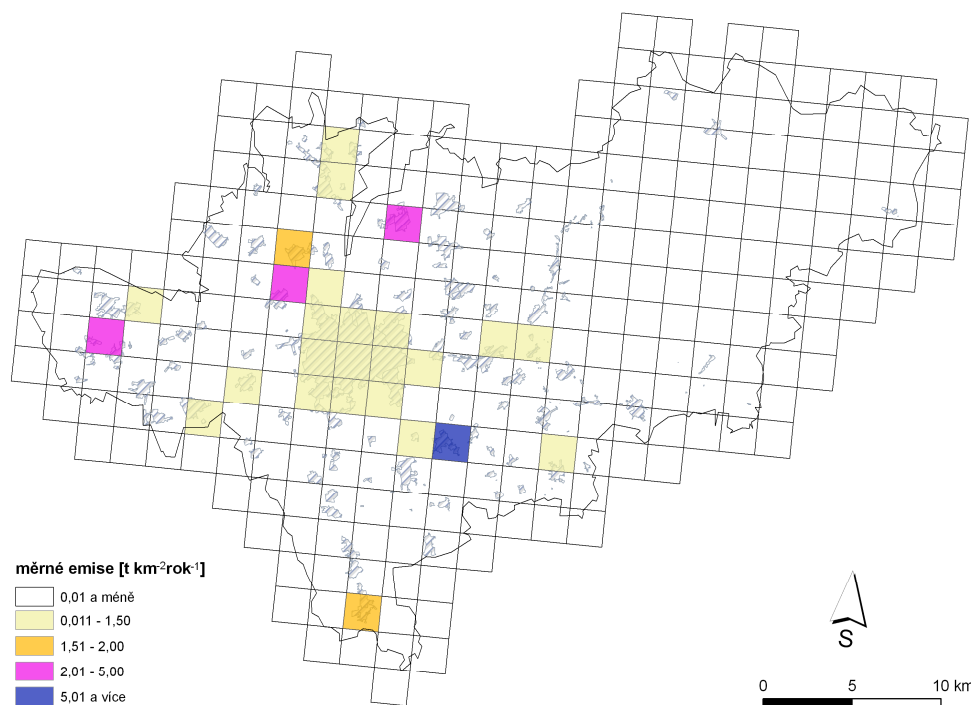 měrné emise [t km-2rok-1]
0,01 a méně
0,011 - 1,50
1,51 - 2,00
2,01 - 5,00
5,01 a více
S
0 5 10 km